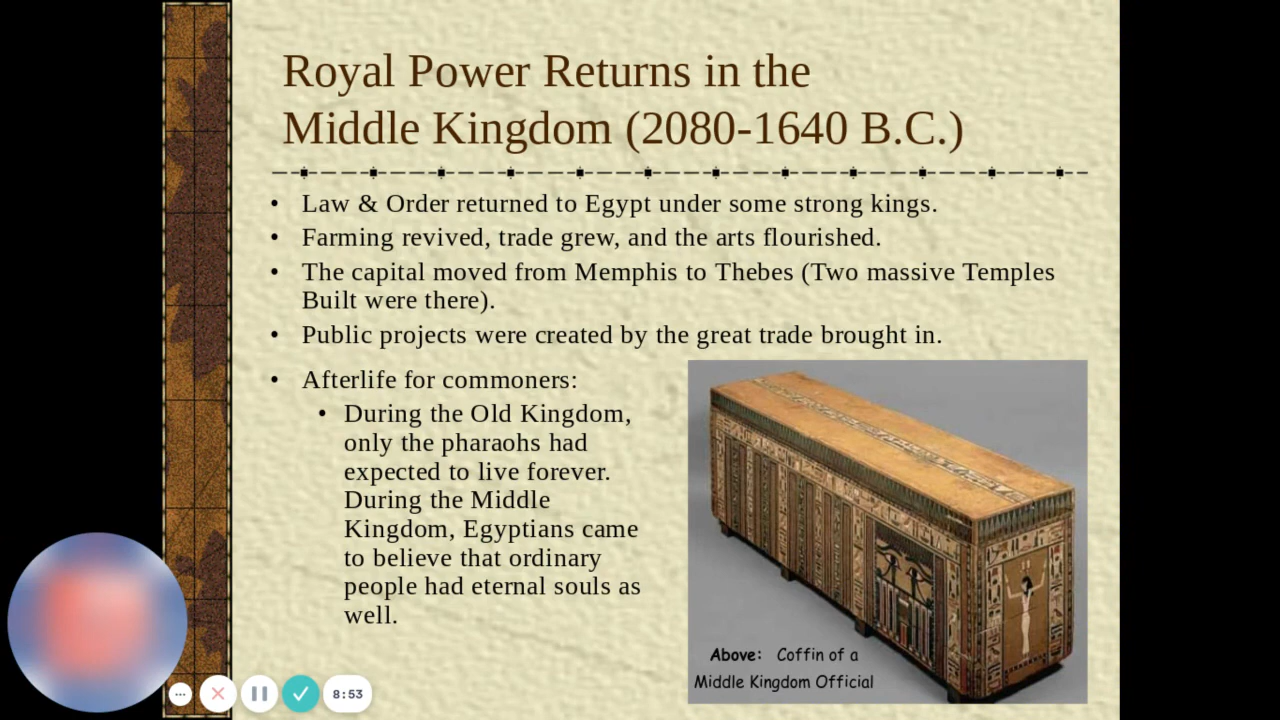 Royal Power Returns in the
Middle Kingdom (2080-1640 B.C.)
• Law & Order returned to Egypt under some strong kings.
• Farming revived, trade grew, and the arts flourished.
• The capital moved from Memphis to Thebes (Two massive Temples
Built were there).
• Public projects were created by the great trade brought in.
• Afterlife for commoners:
• During the Old Kingdom,
only the pharaohs had
expected to live forever.
During the Middle
Kingdom, Egyptians came
to believe that ordinary
people had eternal souls as
well.
Above: Coffin of a
Middle Kingdom Official
8:53